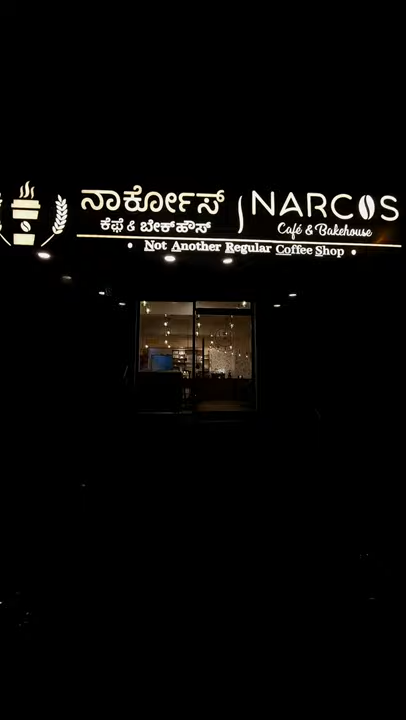 ನಾರ್ಕೋಸ್
ಕೆಫೆ & ಬೇಕ್‌ಹೌಸ್
NARCOS
Café & Bakehouse
• Not Another Regular Coffee Shop •